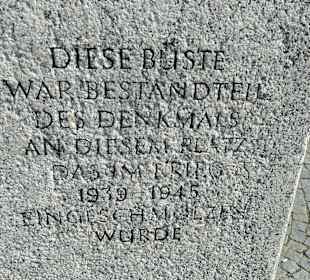 DIESE BÜSTE
WAR BESTANDTEIL
DES DENKMALS
AN DIESEM PLATZ
DAS IM KRIEG
1939-1945
EINGESCHMOLZEN
WURDE